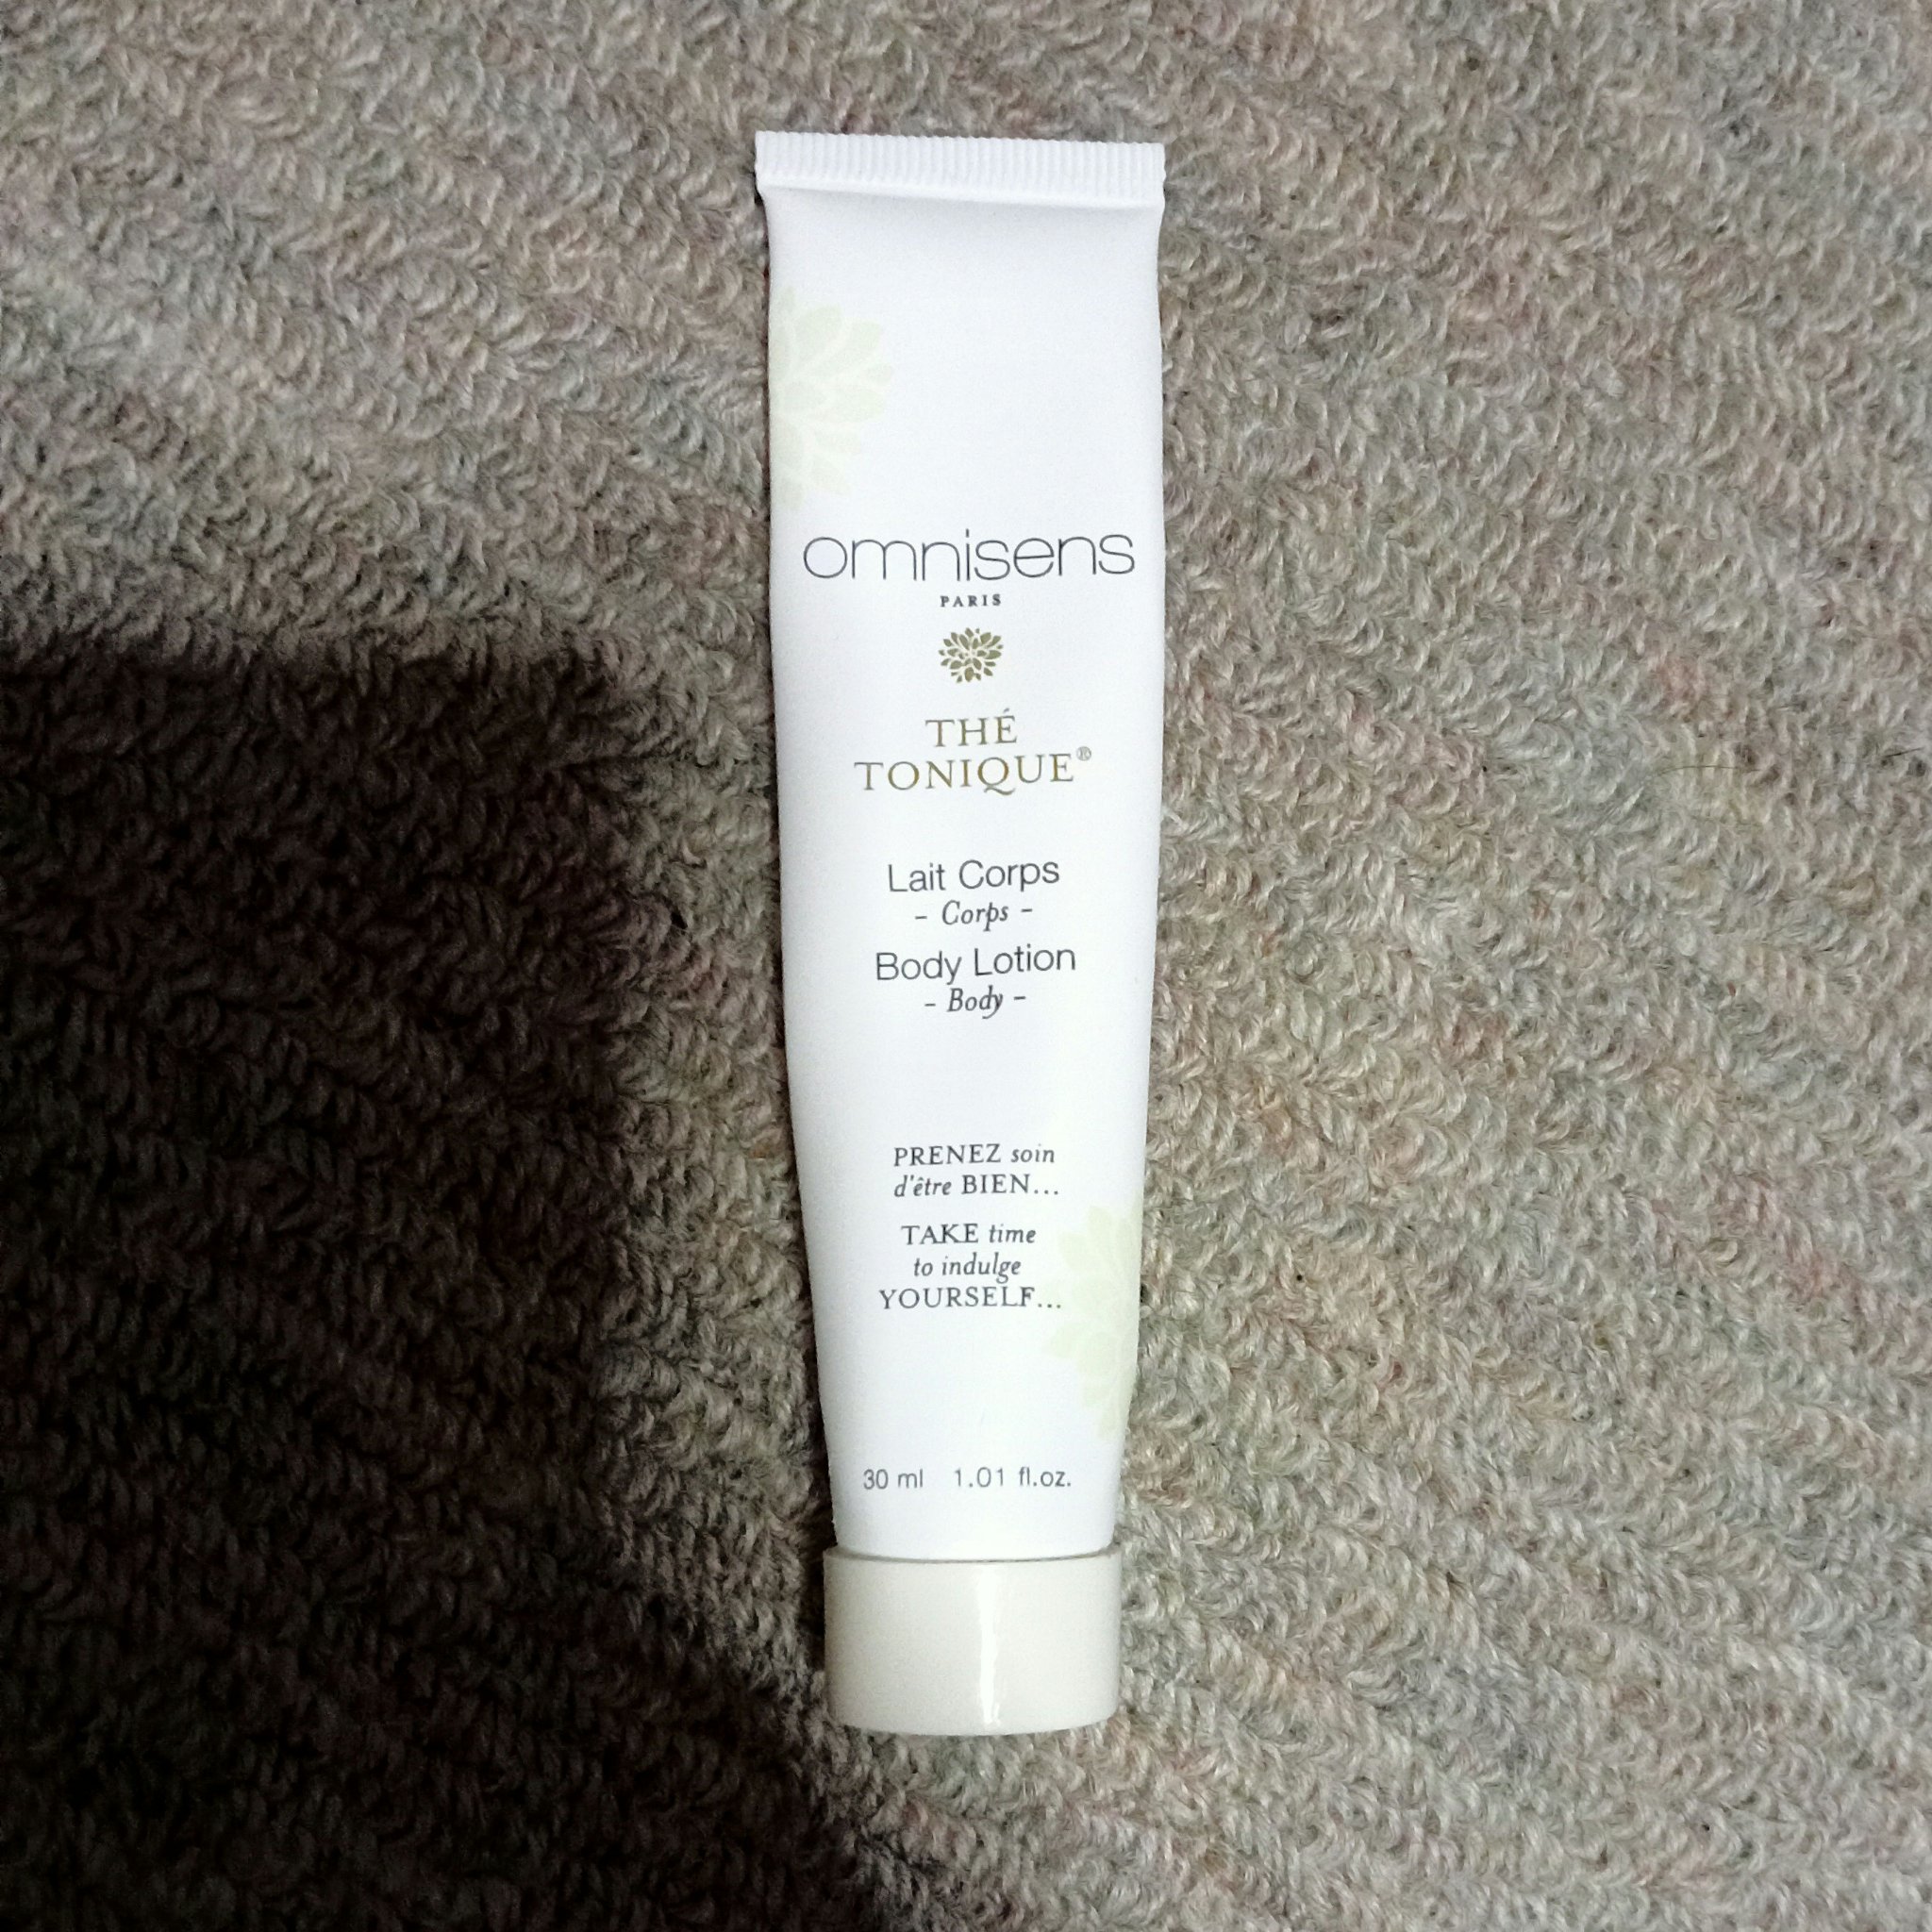 omnisens
PARIS
THÉ
TONIQUE®
Lait Corps
- Corps -
Body Lotion
- Body -
PRENEZ soin
d'être BIEN...
TAKE time
to indulge
YOURSELF...
30 ml 1.01 fl.oz.